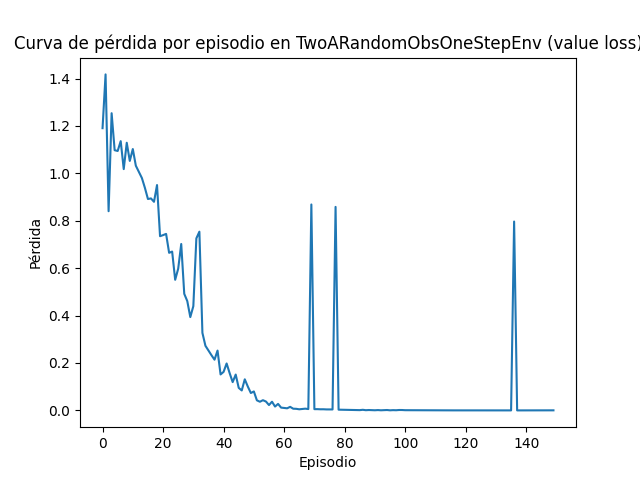 Curva de pérdida por episodio en TwoARandomObsOneStepEnv (value loss)
1.4
1.2
1.0
0.8
0.6
0.4
0.2
0.0
Pérdida
0 20 40 60 80 100 120 140
Episodio